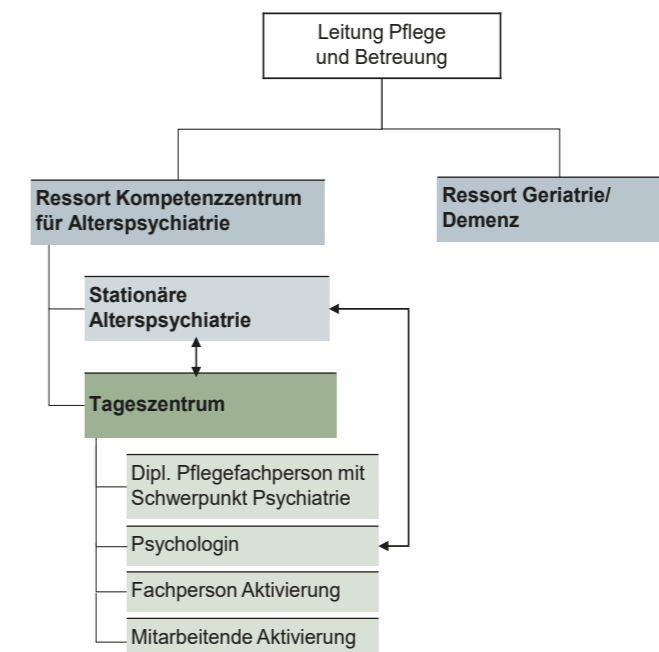 Leitung Pflege
und Betreuung
Ressort Kompetenzzentrum
für Alterspsychiatrie
Ressort Geriatrie/
Demenz
Stationäre
Alterspsychiatrie
Tageszentrum
Dipl. Pflegefachperson mit
Schwerpunkt Psychiatrie
Psychologin
Fachperson Aktivierung
Mitarbeitende Aktivierung